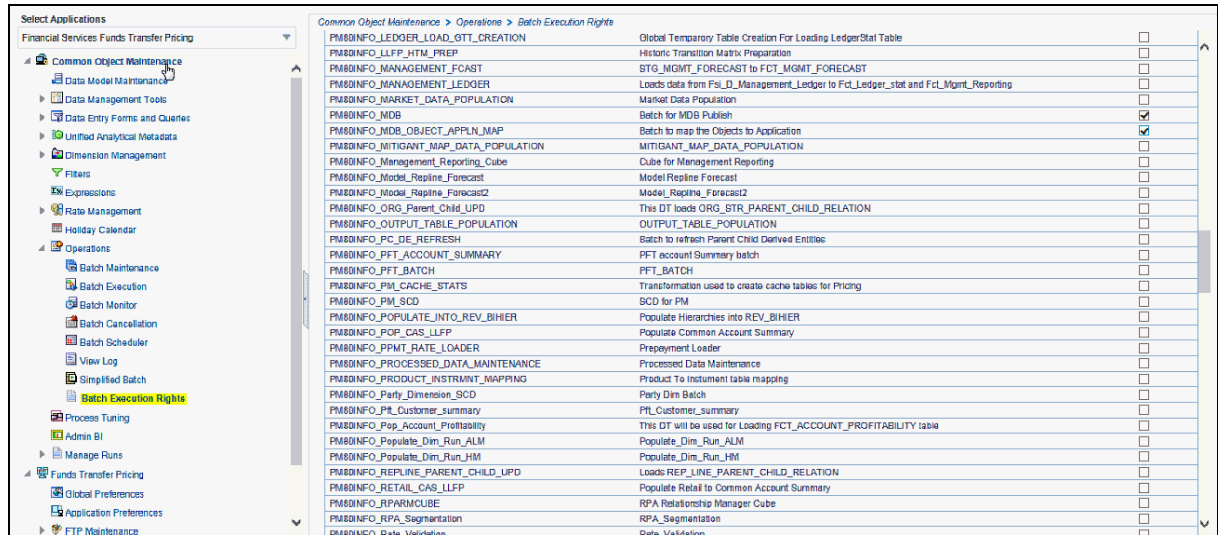 Select Applications
Financial Services Funds Transfer Pricing
Common Object Maintenance
Data Model Maintenance
Data Management Tools
Data Entry Forms and Queries
Unified Analytical Metadata
Dimension Management
Filters
Expressions
Rate Management
Holiday Calendar
Operations
Batch Maintenance
Batch Execution
Batch Monitor
Batch Cancellation
Batch Scheduler
View Log
Simplified Batch
Batch Execution Rights
Process Tuning
Admin BI
Manage Runs
Funds Transfer Pricing
Global Preferences
Application Preferences
FTP Maintenance
Common Object Maintenance > Operations > Batch Execution Rights
PM80INFO_LEDGER_LOAD_GTT_CREATION Global Temparory Table Creation For Loading LedgerStat Table
PM80INFO_LLFP_HTM_PREP Historic Transition Matrix Preparation
PM80INFO_MANAGEMENT_FCAST STG_MGMT_FORECAST to FCT_MGMT_FORECAST
PM80INFO_MANAGEMENT_LEDGER Loads data from Fsi_D_Management_Ledger to Fct_Ledger_stat and Fct_Mgmt_Reporting
PM80INFO_MARKET_DATA_POPULATION Market Data Population
PM80INFO_MDB Batch for MDB Publish
PM80INFO_MDB_OBJECT_APPLN_MAP Batch to map the Objects to Application
PM80INFO_MITIGANT_MAP_DATA_POPULATION MITIGANT_MAP_DATA_POPULATION
PM80INFO_Management_Reporting_Cube Cube for Management Reporting
PM80INFO_Model_Repline_Forecast Model Repline Forecast
PM80INFO_Model_Repline_Forecast2 Model_Repline_Forecast2
PM80INFO_ORG_Parent_Child_UPD This DT loads ORG_STR_PARENT_CHILD_RELATION
PM80INFO_OUTPUT_TABLE_POPULATION OUTPUT_TABLE_POPULATION
PM80INFO_PC_DE_REFRESH Batch to refresh Parent Child Derived Entities
PM80INFO_PFT_ACCOUNT_SUMMARY PFT account Summary batch
PM80INFO_PFT_BATCH PFT_BATCH
PM80INFO_PM_CACHE_STATS Transformation used to create cache tables for Pricing
PM80INFO_PM_SCD SCD for PM
PM80INFO_POPULATE_INTO_REV_BIHIER Populate Hierarchies into REV_BIHIER
PM80INFO_POP_CAS_LLFP Populate Common Account Summary
PM80INFO_PPMT_RATE_LOADER Prepayment Loader
PM80INFO_PROCESSED_DATA_MAINTENANCE Processed Data Maintenance
PM80INFO_PRODUCT_INSTRMNT_MAPPING Product To Instument table mapping
PM80INFO_Party_Dimension_SCD Party Dim Batch
PM80INFO_Pft_Customer_summary Pft_Customer_summary
PM80INFO_Pop_Account_Profitability This DT will be used for Loading FCT_ACCOUNT_PROFITABILITY table
PM80INFO_Populate_Dim_Run_ALM Populate_Dim_Run_ALM
PM80INFO_Populate_Dim_Run_HM Populate_Dim_Run_HM
PM80INFO_REPLINE_PARENT_CHILD_UPD Loads REP_LINE_PARENT_CHILD_RELATION
PM80INFO_RETAIL_CAS_LLFP Populate Retail to Common Account Summary
PM80INFO_RPARMCUBE RPA Relationship Manager Cube
PM80INFO_RPA_Segmentation RPA_Segmentation
PM80INFO_Rate_Validation Rate_Validation